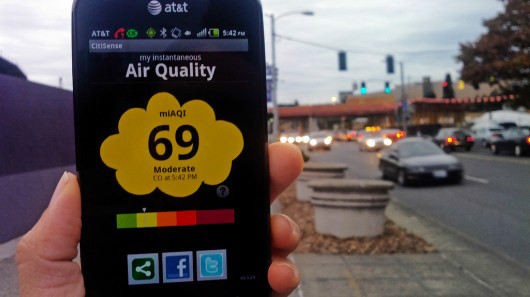 at&t
AT&T 5:42 PM
CitiSense
my instantaneous
Air Quality
miAQI
69
Moderate
CO at 5:42 PM
?